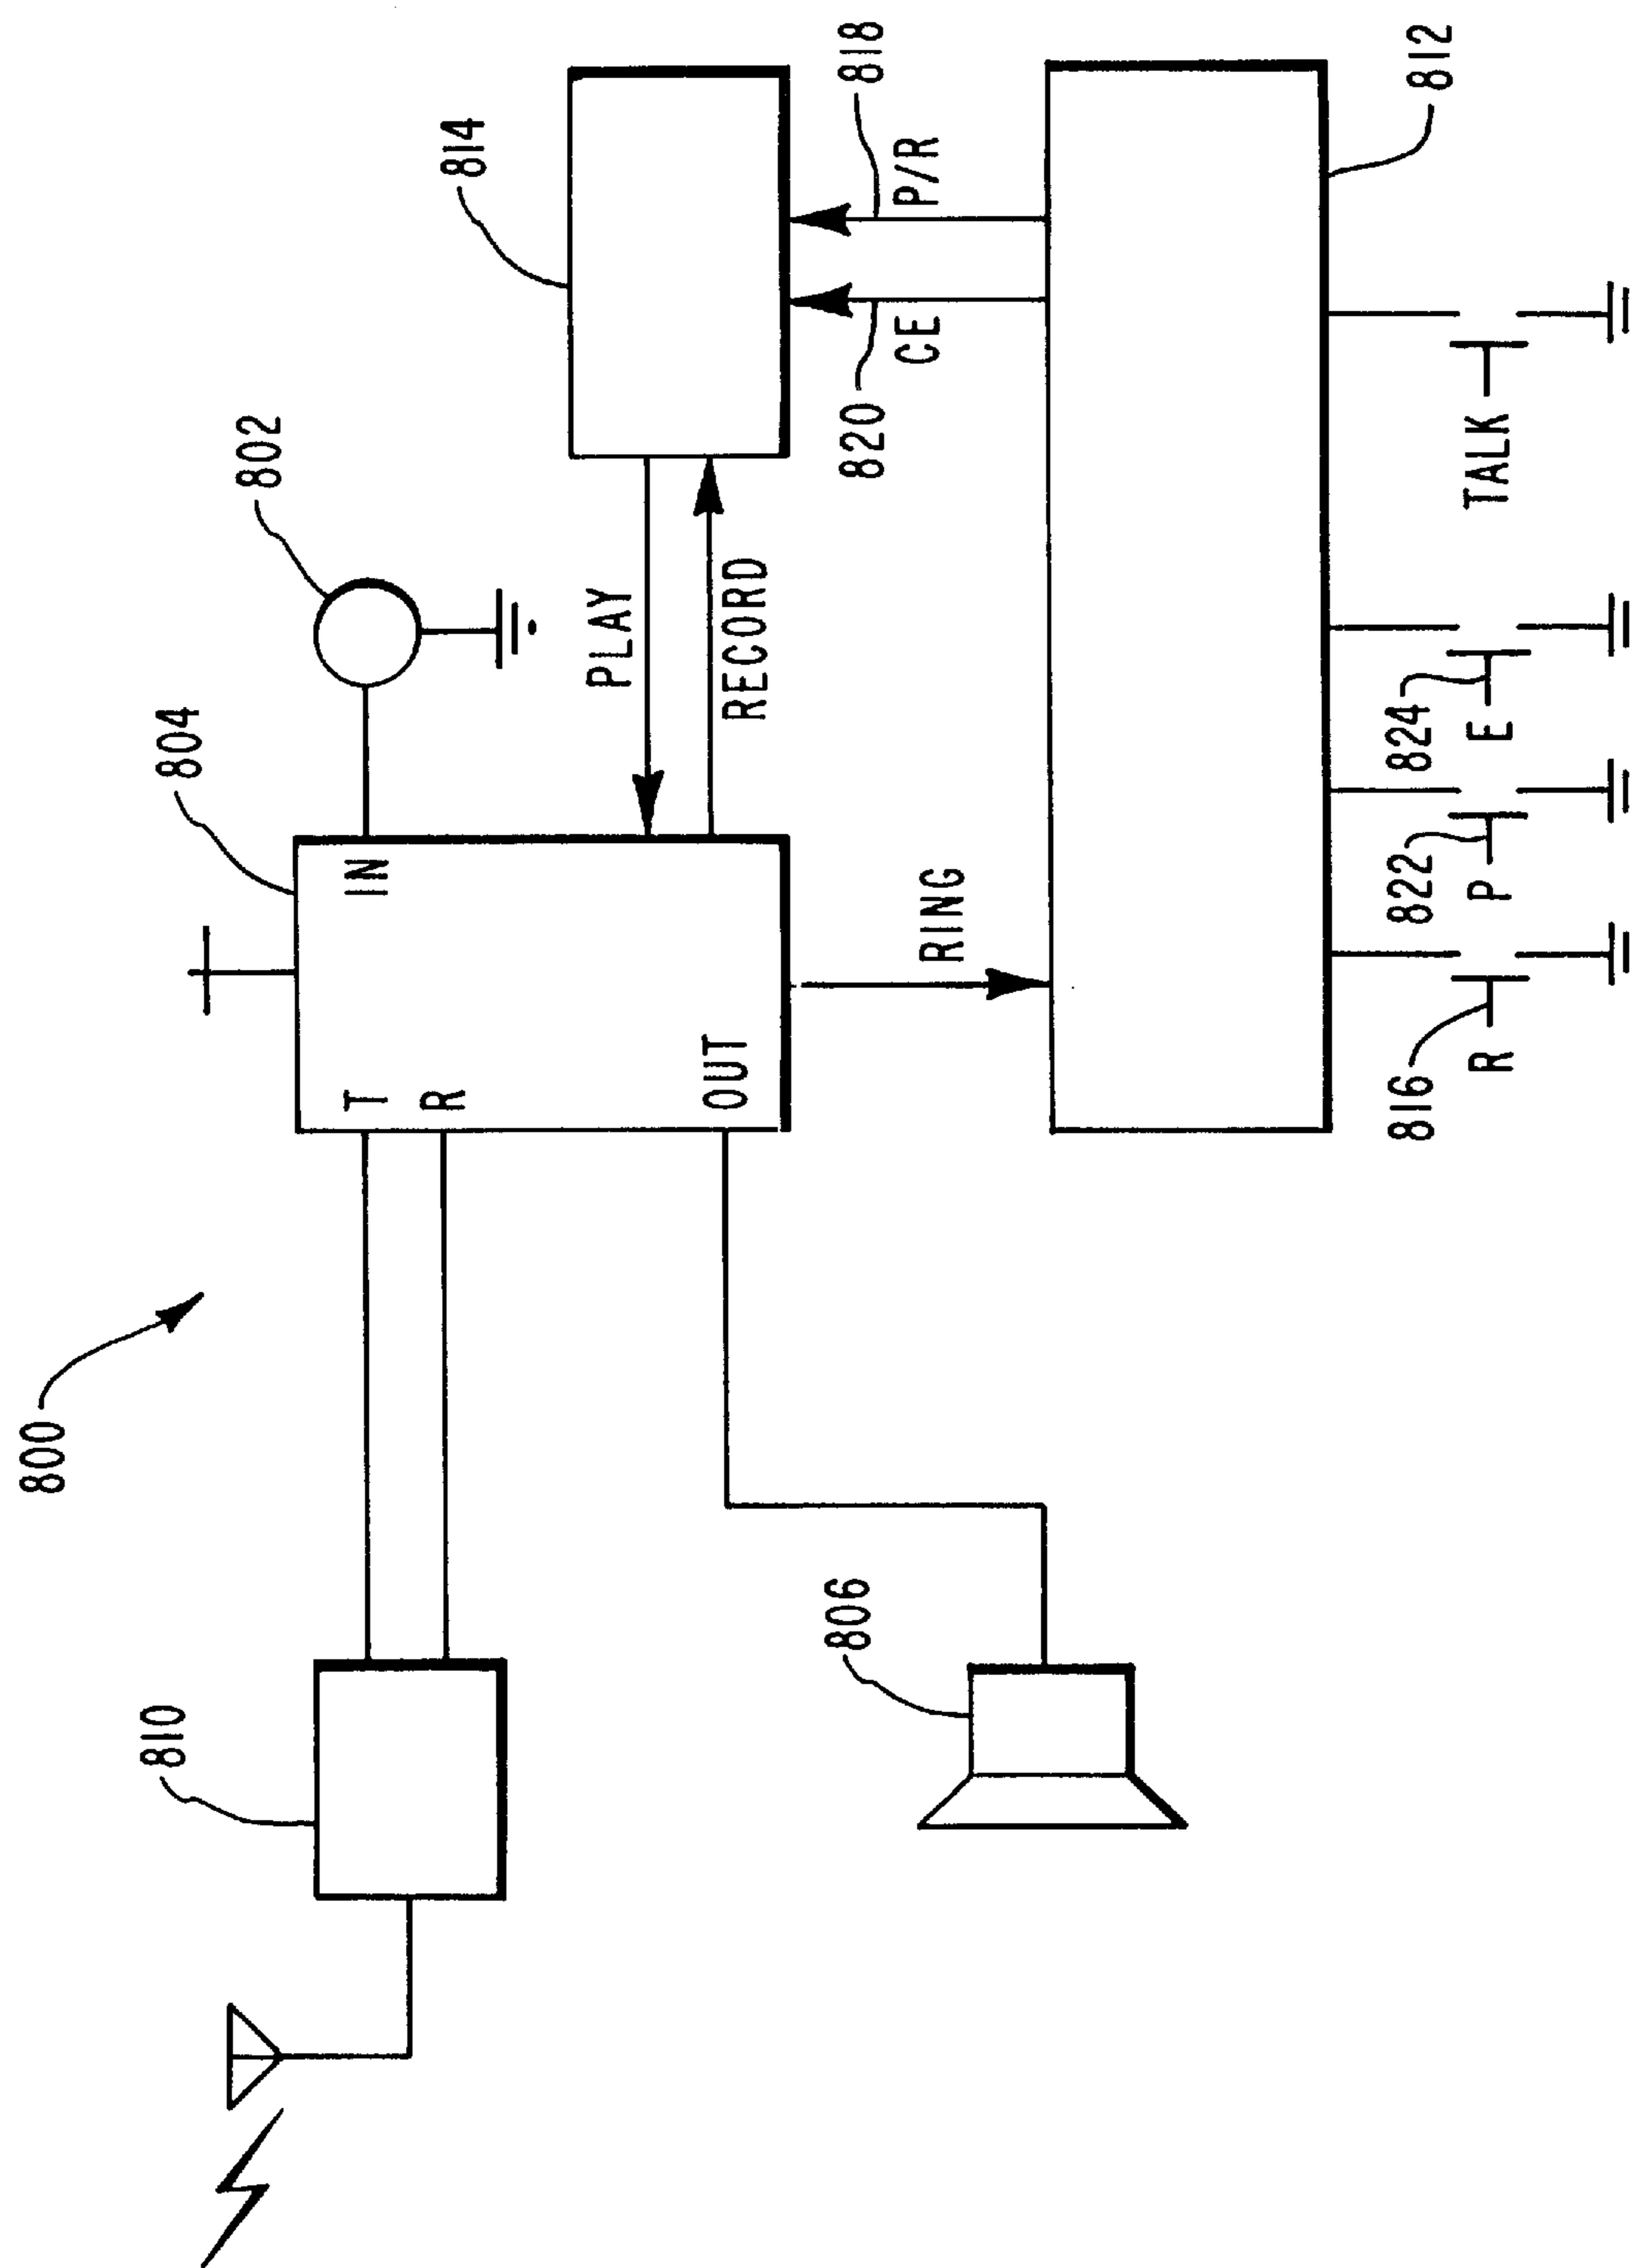 800
810
T
R
804
IN
802
814
PLAY
RECORD
OUT
806
RING
820
CE
P/R
818
812
816
R
822
P
824
E
TALK